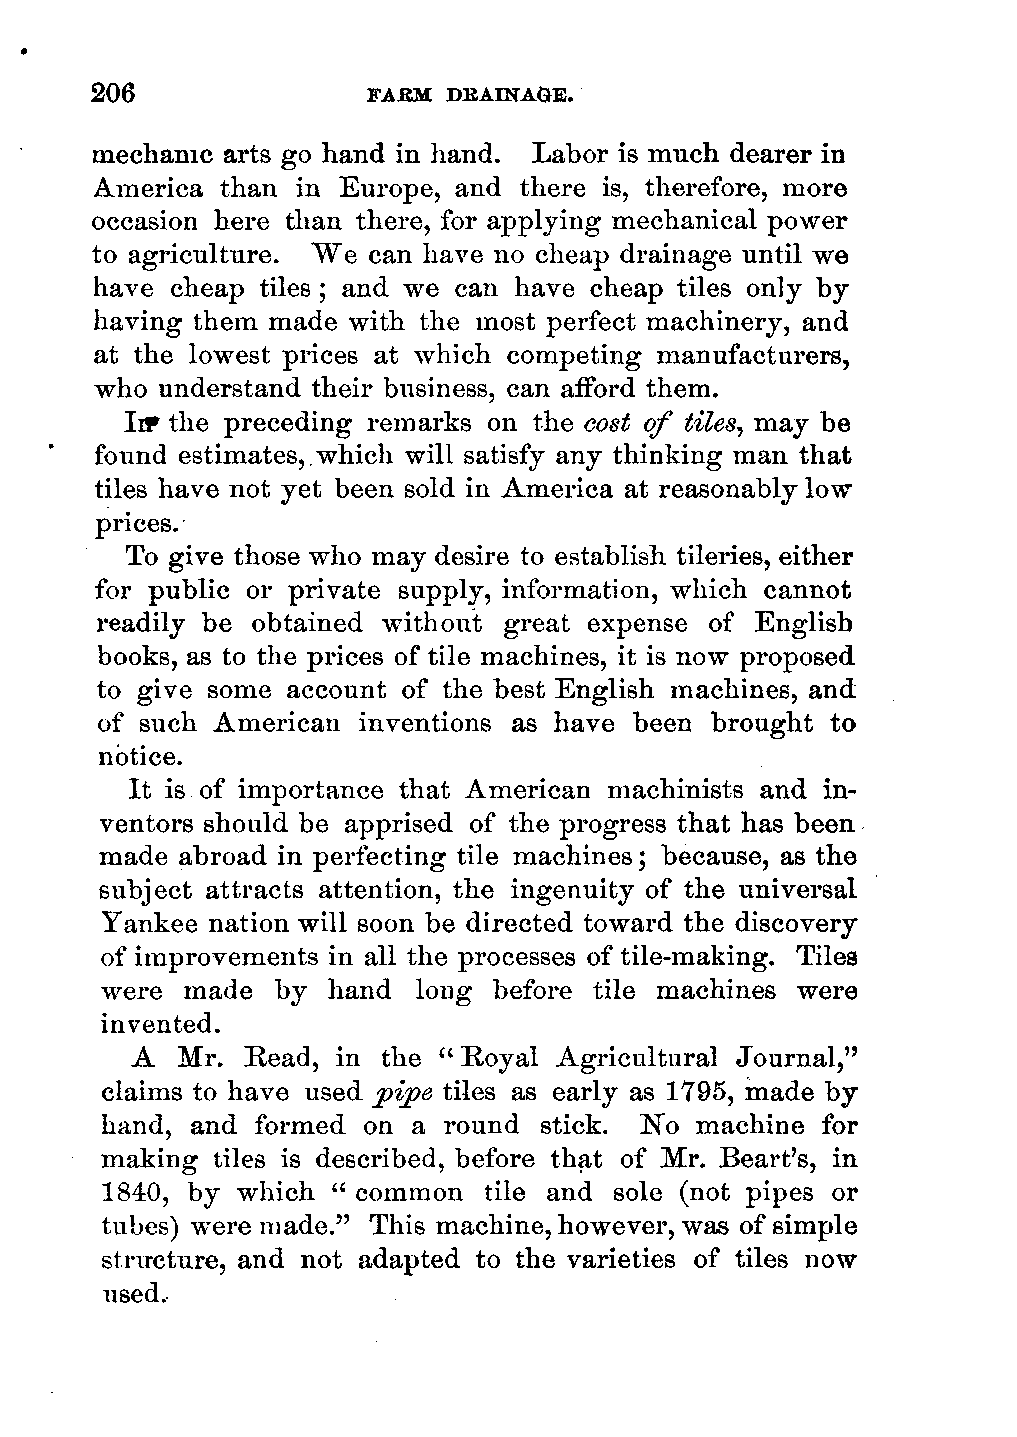 206 FARM DRAINAGE.
mechanic arts go hand in hand. Labor is much dearer in
America than in Europe, and there is, therefore, more
occasion here than there, for applying mechanical power
to agriculture. We can have no cheap drainage until we
have cheap tiles; and we can have cheap tiles only by
having them made with the most perfect machinery, and
at the lowest prices at which competing manufacturers,
who understand their business, can afford them.
In the preceding remarks on the cost of tiles, may be
found estimates, which will satisfy any thinking man that
tiles have not yet been sold in America at reasonably low
prices.
To give those who may desire to establish tileries, either
for public or private supply, information, which cannot
readily be obtained without great expense of English
books, as to the prices of tile machines, it is now proposed
to give some account of the best English machines, and
of such American inventions as have been brought to
notice.
It is of importance that American machinists and in-
ventors should be apprised of the progress that has been
made abroad in perfecting tile machines; because, as the
subject attracts attention, the ingenuity of the universal
Yankee nation will soon be directed toward the discovery
of improvements in all the processes of tile-making. Tiles
were made by hand long before tile machines were
invented.
A Mr. Read, in the "Royal Agricultural Journal,"
claims to have used pipe tiles as early as 1795, made by
hand, and formed on a round stick. No machine for
making tiles is described, before that of Mr. Beart's, in
1840, by which "common tile and sole (not pipes or
tubes) were made." This machine, however, was of simple
structure, and not adapted to the varieties of tiles now
used.